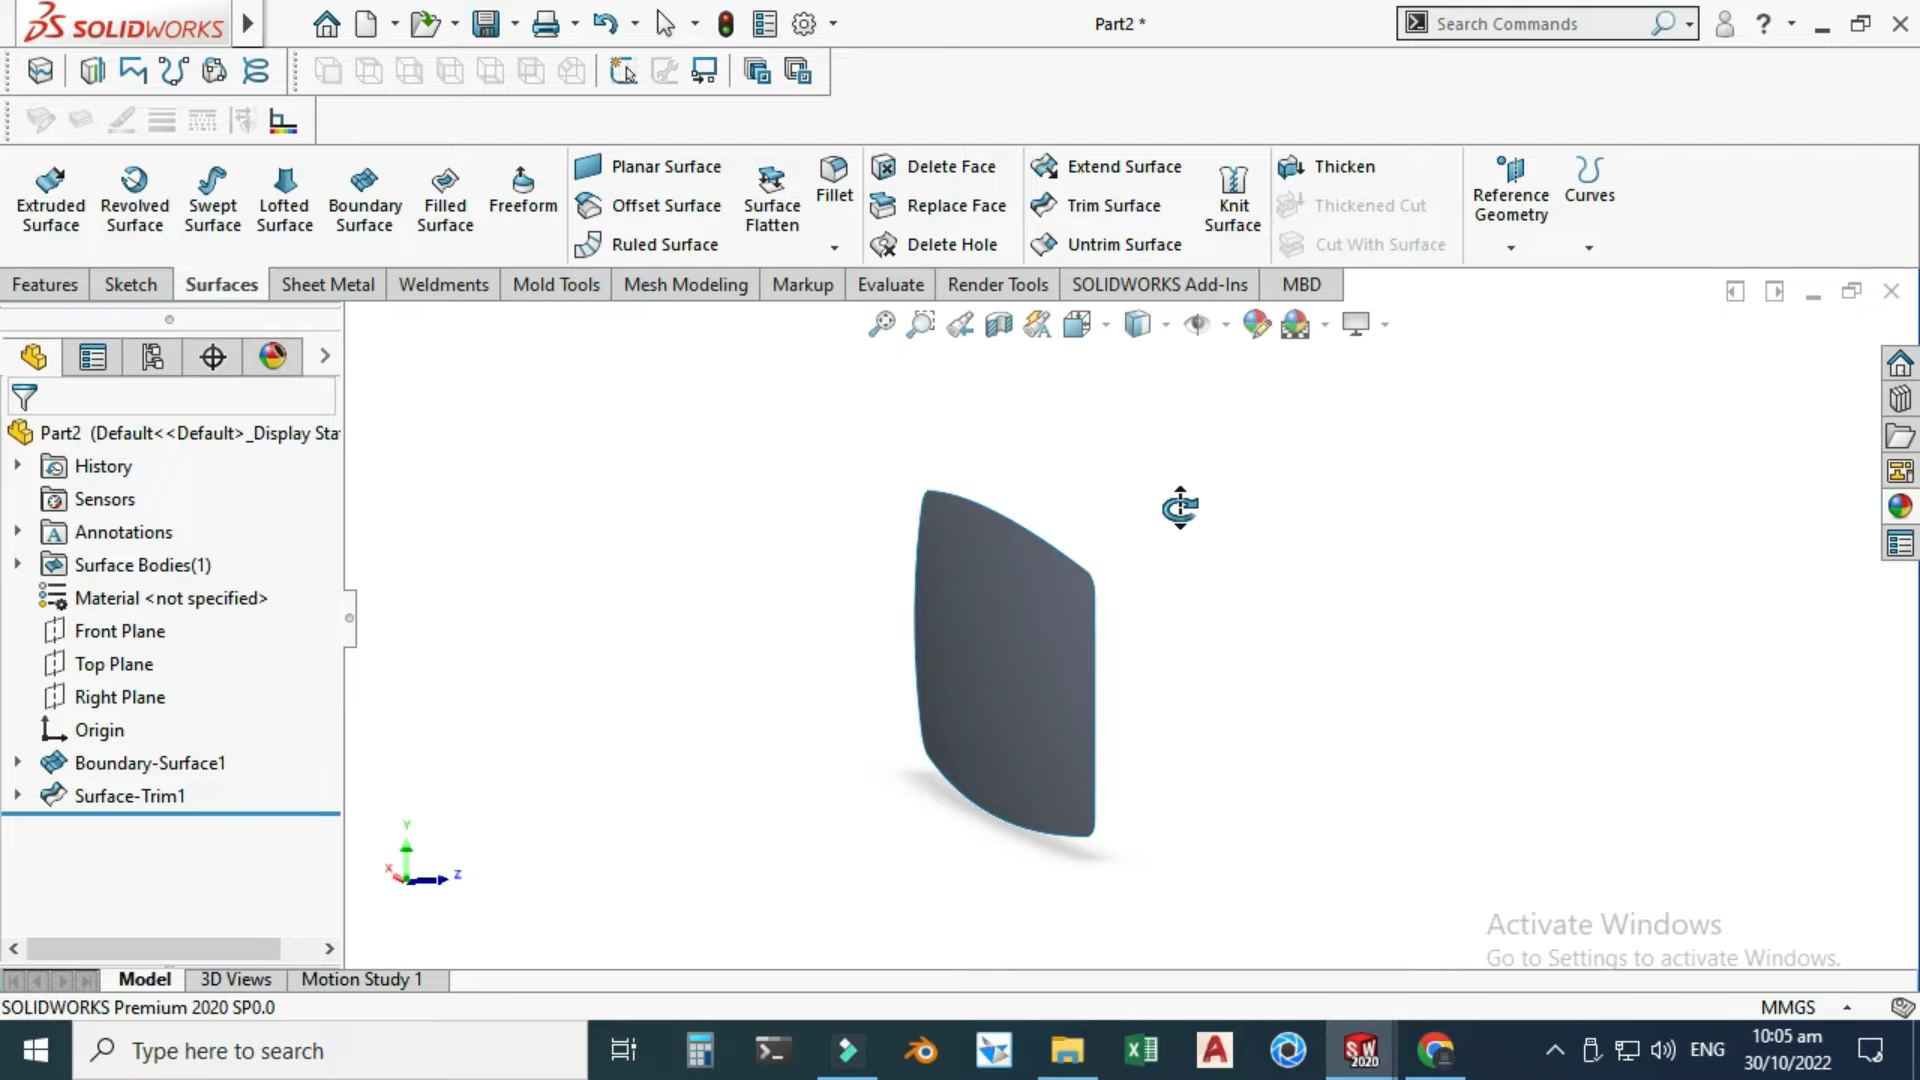 SOLIDWORKS
Part2 *
Search Commands
Extruded Surface
Revolved Surface
Swept Surface
Lofted Surface
Boundary Surface
Filled Surface
Freeform
Planar Surface
Offset Surface
Ruled Surface
Surface Flatten
Fillet
Delete Face
Replace Face
Delete Hole
Extend Surface
Trim Surface
Untrim Surface
Knit Surface
Thicken
Thickened Cut
Cut With Surface
Reference Geometry
Curves
Features
Sketch
Surfaces
Sheet Metal
Weldments
Mold Tools
Mesh Modeling
Markup
Evaluate
Render Tools
SOLIDWORKS Add-Ins
MBD
Part2 (Default<<Default>_Display Sta
History
Sensors
Annotations
Surface Bodies(1)
Material <not specified>
Front Plane
Top Plane
Right Plane
Origin
Boundary-Surface1
Surface-Trim1
Y
X
Z
Activate Windows
Go to Settings to activate Windows.
Model
3D Views
Motion Study 1
SOLIDWORKS Premium 2020 SP0.0
MMGS
Type here to search
SW
2020
ENG
10:05 am
30/10/2022